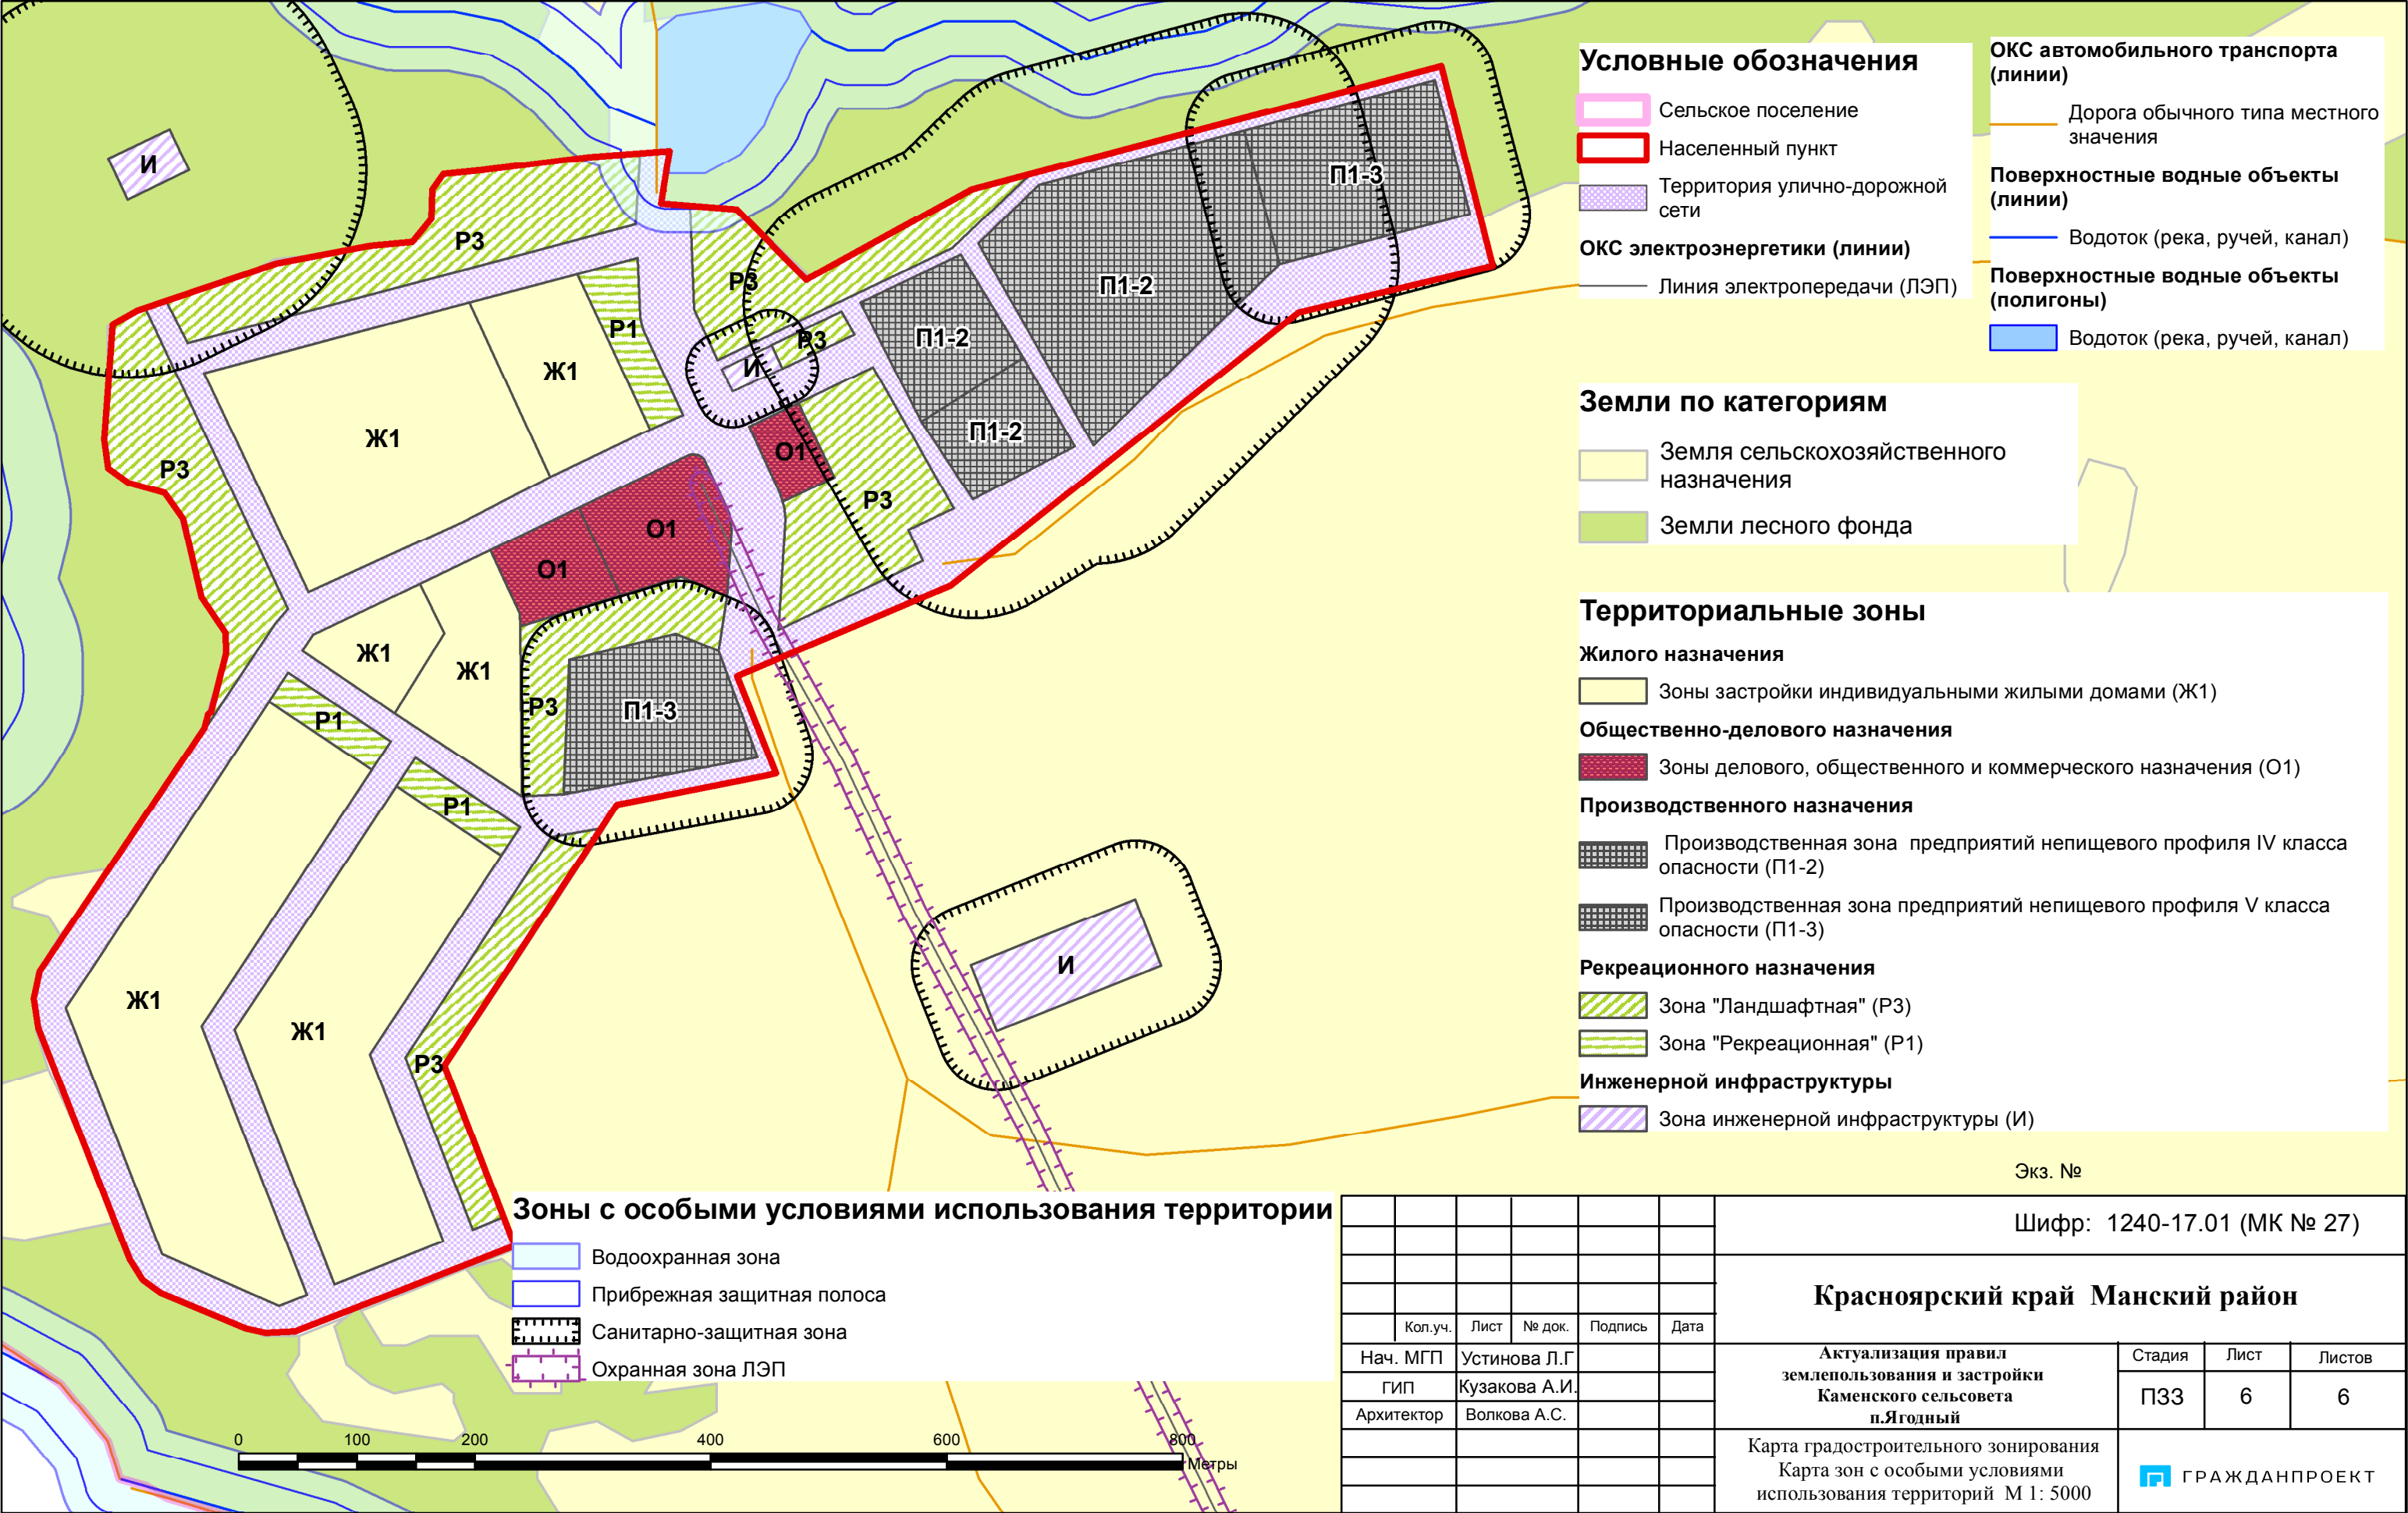 И
Р3
П1-3
Р3
П1-2
Р1
П1-2
Р3
И
Ж1
Ж1
П1-2
О1
Р3
Р3
О1
О1
Ж1
Ж1
Р3
П1-3
Р1
Р1
И
Ж1
Ж1
Р3
Условные обозначения
Сельское поселение
Населенный пункт
Территория улично-дорожной
сети
ОКС электроэнергетики (линии)
Линия электропередачи (ЛЭП)
ОКС автомобильного транспорта
(линии)
Дорога обычного типа местного
значения
Поверхностные водные объекты
(линии)
Водоток (река, ручей, канал)
Поверхностные водные объекты
(полигоны)
Водоток (река, ручей, канал)
Земли по категориям
Земля сельскохозяйственного
назначения
Земли лесного фонда
Территориальные зоны
Жилого назначения
Зоны застройки индивидуальными жилыми домами (Ж1)
Общественно-делового назначения
Зоны делового, общественного и коммерческого назначения (О1)
Производственного назначения
Производственная зона предприятий непищевого профиля IV класса
опасности (П1-2)
Производственная зона предприятий непищевого профиля V класса
опасности (П1-3)
Рекреационного назначения
Зона "Ландшафтная" (Р3)
Зона "Рекреационная" (Р1)
Инженерной инфраструктуры
Зона инженерной инфраструктуры (И)
Зоны с особыми условиями использования территории
Водоохранная зона
Прибрежная защитная полоса
Санитарно-защитная зона
Охранная зона ЛЭП
0 100 200 400 600 800
Метры
Экз. №
Шифр: 1240-17.01 (МК № 27)
Красноярский край Манский район
Кол.уч. Лист № док. Подпись Дата
Нач. МГП Устинова Л.Г
ГИП Кузакова А.И.
Архитектор Волкова А.С.
Актуализация правил
землепользования и застройки
Каменского сельсовета
п.Ягодный
Стадия Лист Листов
ПЗЗ 6 6
Карта градостроительного зонирования
Карта зон с особыми условиями
использования территорий М 1: 5000
ГРАЖДАНПРОЕКТ